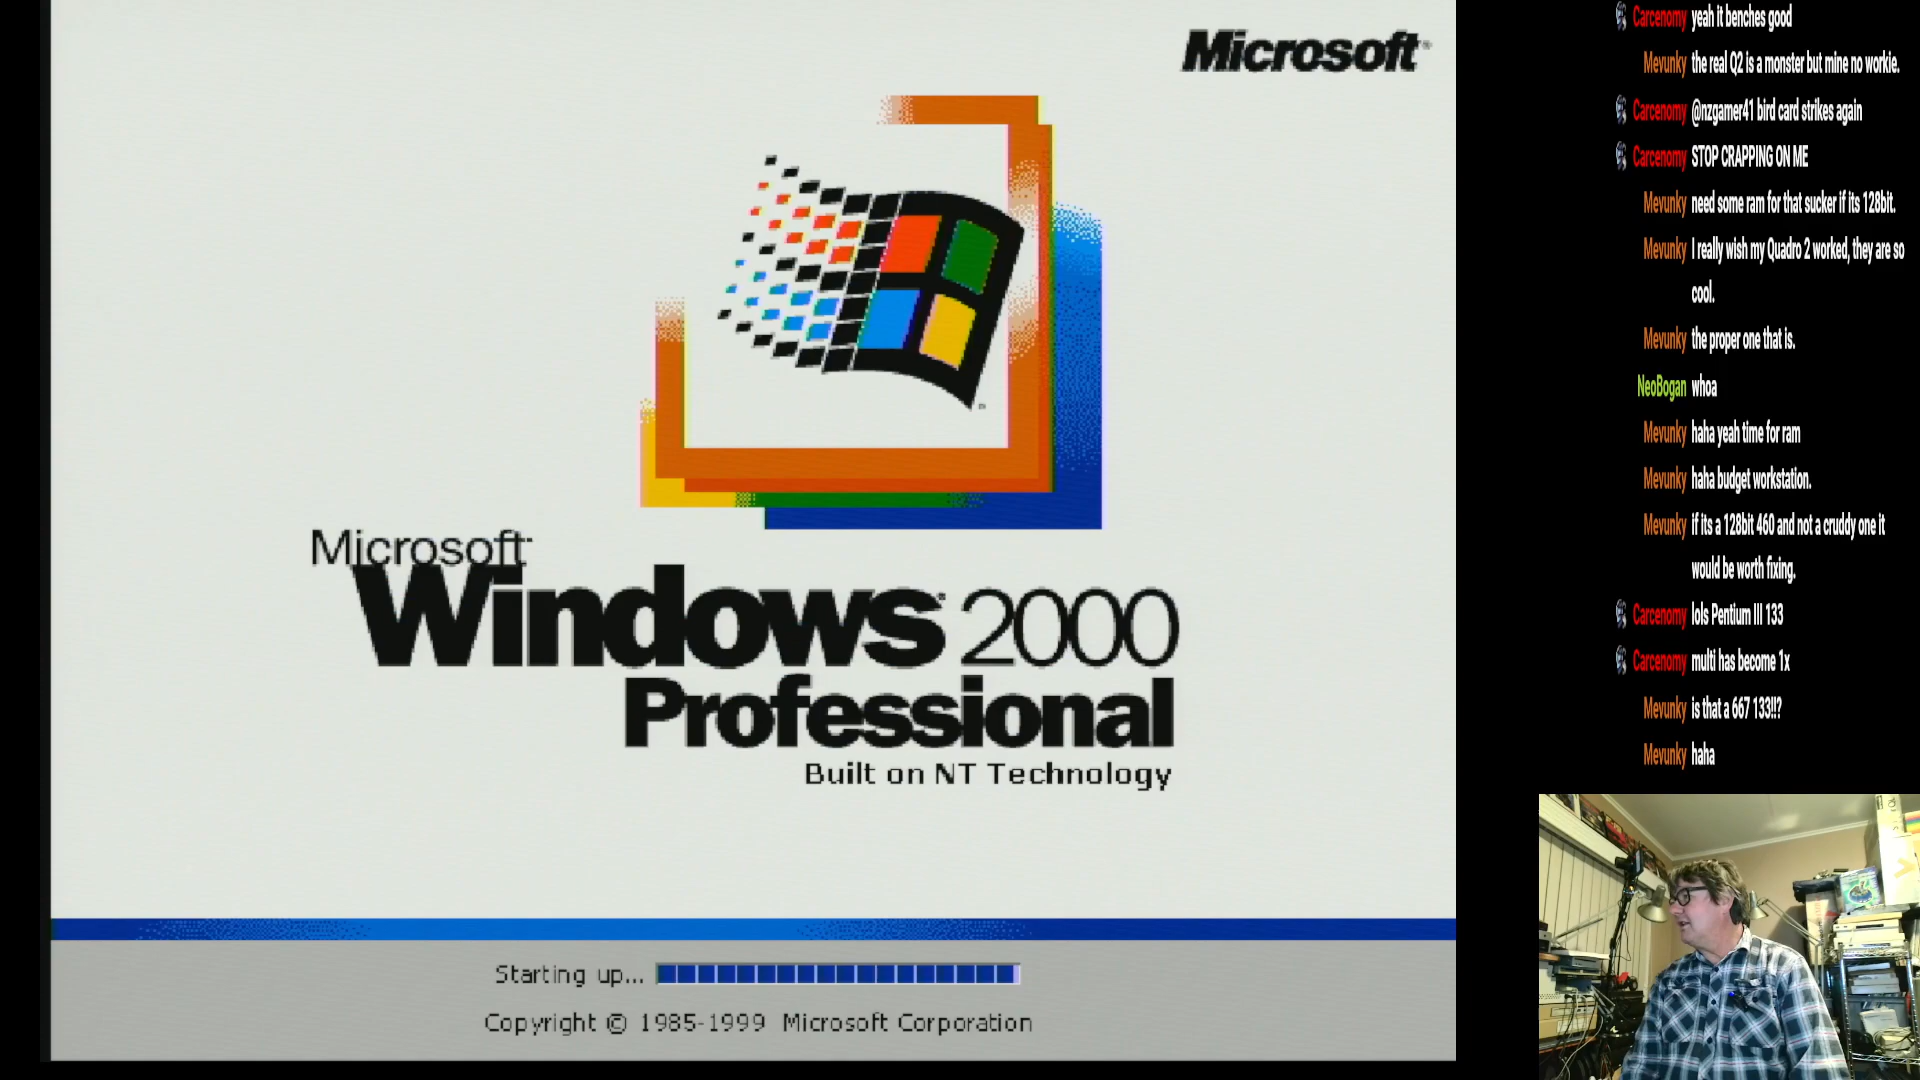 Microsoft®
Microsoft
Windows® 2000
Professional
Built on NT Technology
Starting up...
Copyright © 1985-1999 Microsoft Corporation
Carcenomy yeah it benches good
Mevunky the real Q2 is a monster but mine no workie.
Carcenomy @nzgamer41 bird card strikes again
Carcenomy STOP CRAPPING ON ME
Mevunky need some ram for that sucker if its 128bit.
Mevunky I really wish my Quadro 2 worked, they are so
cool.
Mevunky the proper one that is.
NeoBogan whoa
Mevunky haha yeah time for ram
Mevunky haha budget workstation.
Mevunky if its a 128bit 460 and not a cruddy one it
would be worth fixing.
Carcenomy lols Pentium III 133
Carcenomy multi has become 1x
Mevunky is that a 667 133!!?
Mevunky haha